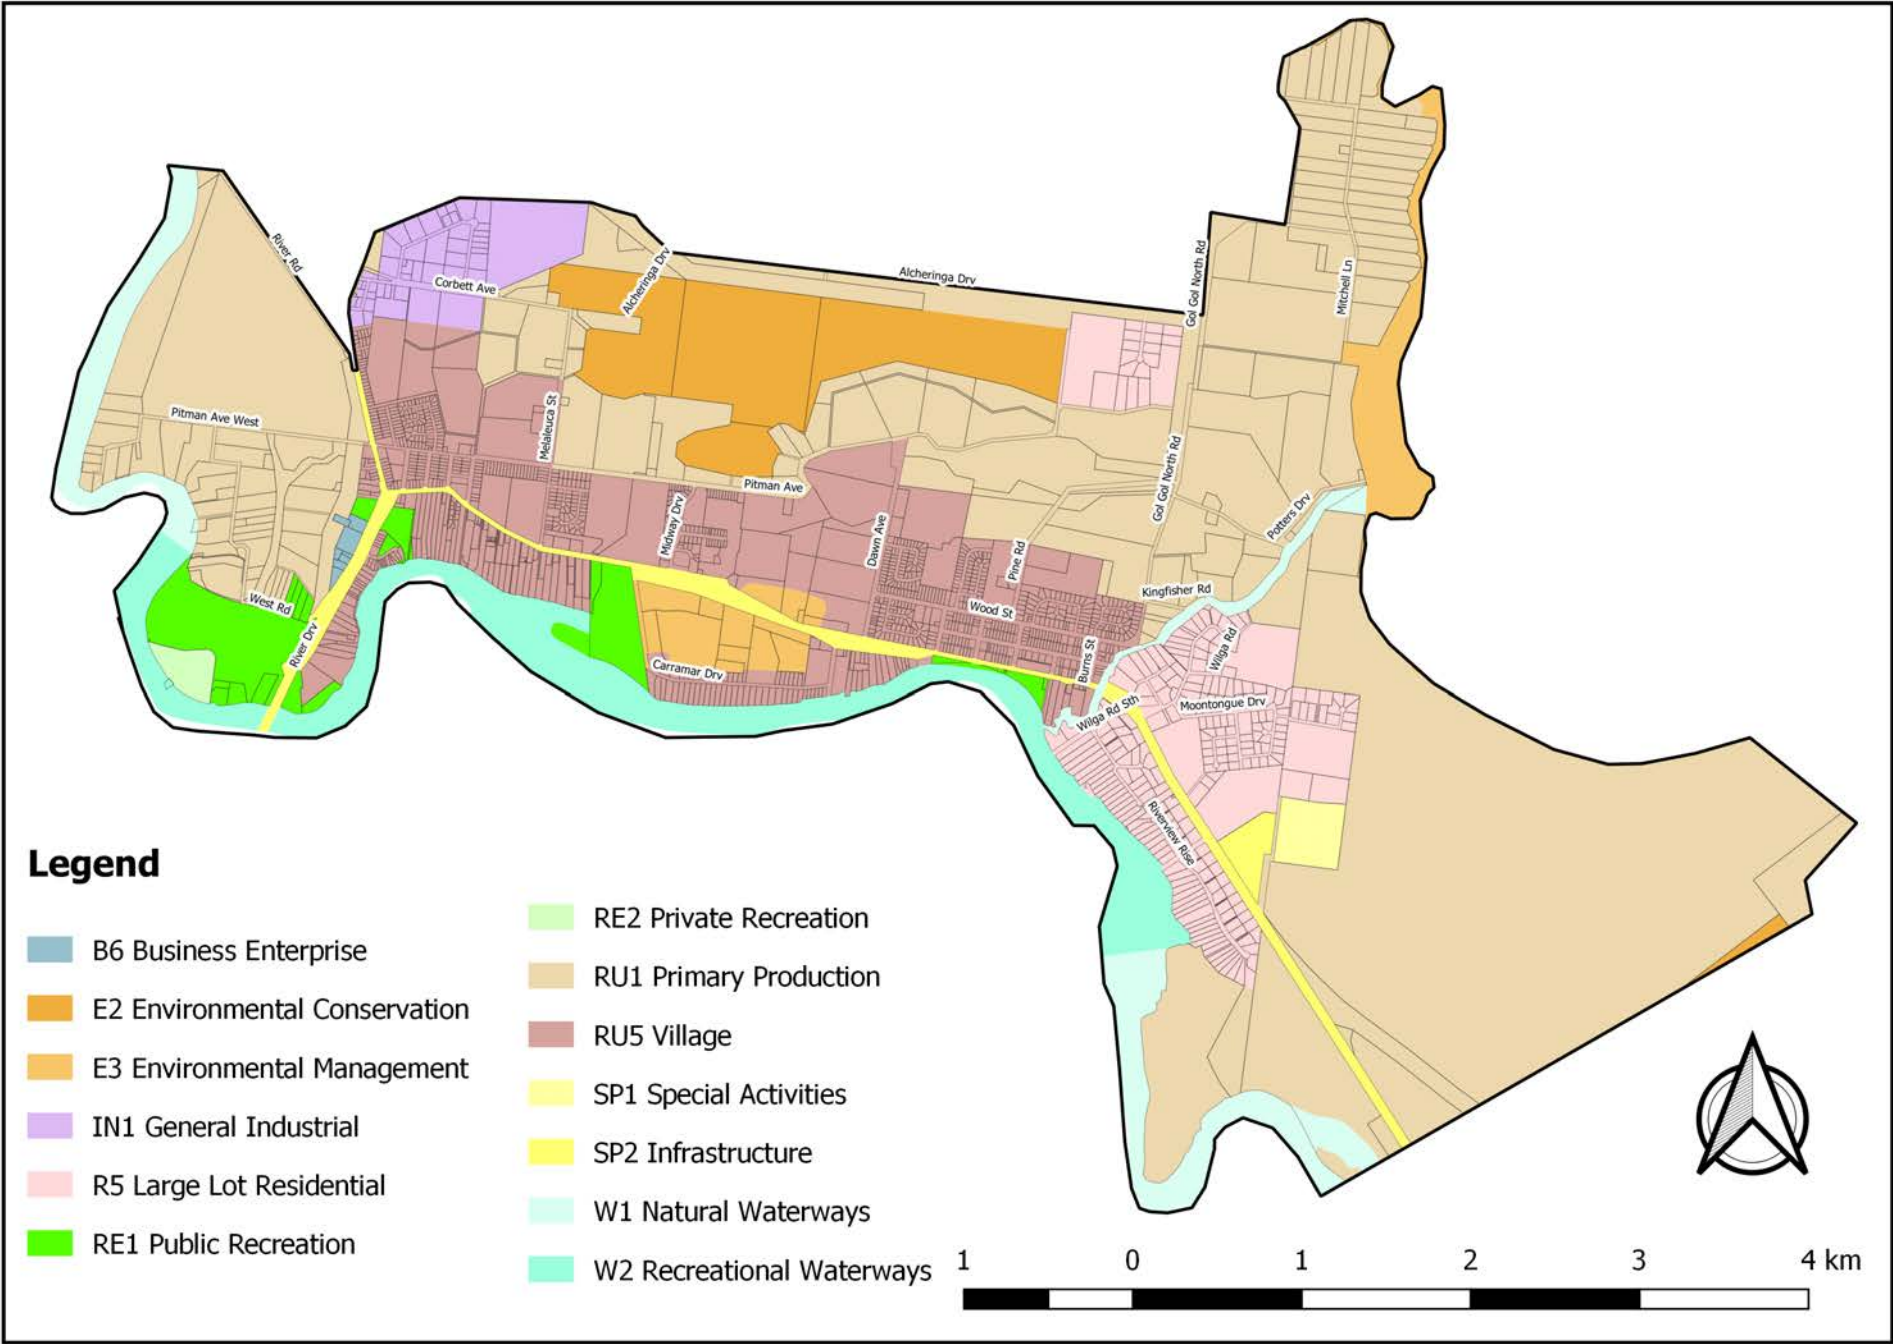 River Rd
Corbett Ave
Alcheringa Drv
Alcheringa Drv
Gol Gol North Rd
Mitchell Ln
Pitman Ave West
Melaleuca St
Pitman Ave
Midway Drv
Dawn Ave
Pine Rd
Gol Gol North Rd
Potters Drv
Kingfisher Rd
West Rd
River Drv
Wood St
Burns St
Wilga Rd
Carramar Drv
Wilga Rd Sth
Moontongue Drv
Riverview Rise
Legend
B6 Business Enterprise
E2 Environmental Conservation
E3 Environmental Management
IN1 General Industrial
R5 Large Lot Residential
RE1 Public Recreation
RE2 Private Recreation
RU1 Primary Production
RU5 Village
SP1 Special Activities
SP2 Infrastructure
W1 Natural Waterways
W2 Recreational Waterways
1 0 1 2 3 4 km